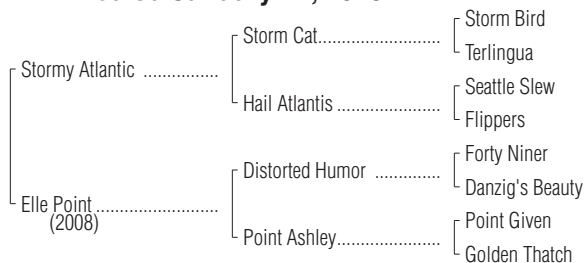 Storm Bird
Storm Cat..............................
Terlingua
Stormy Atlantic ................
Seattle Slew
Hail Atlantis .........................
Flippers
Forty Niner
Distorted Humor ................
Danzig's Beauty
Elle Point ..........................
(2008)
Point Given
Point Ashley.........................
Golden Thatch